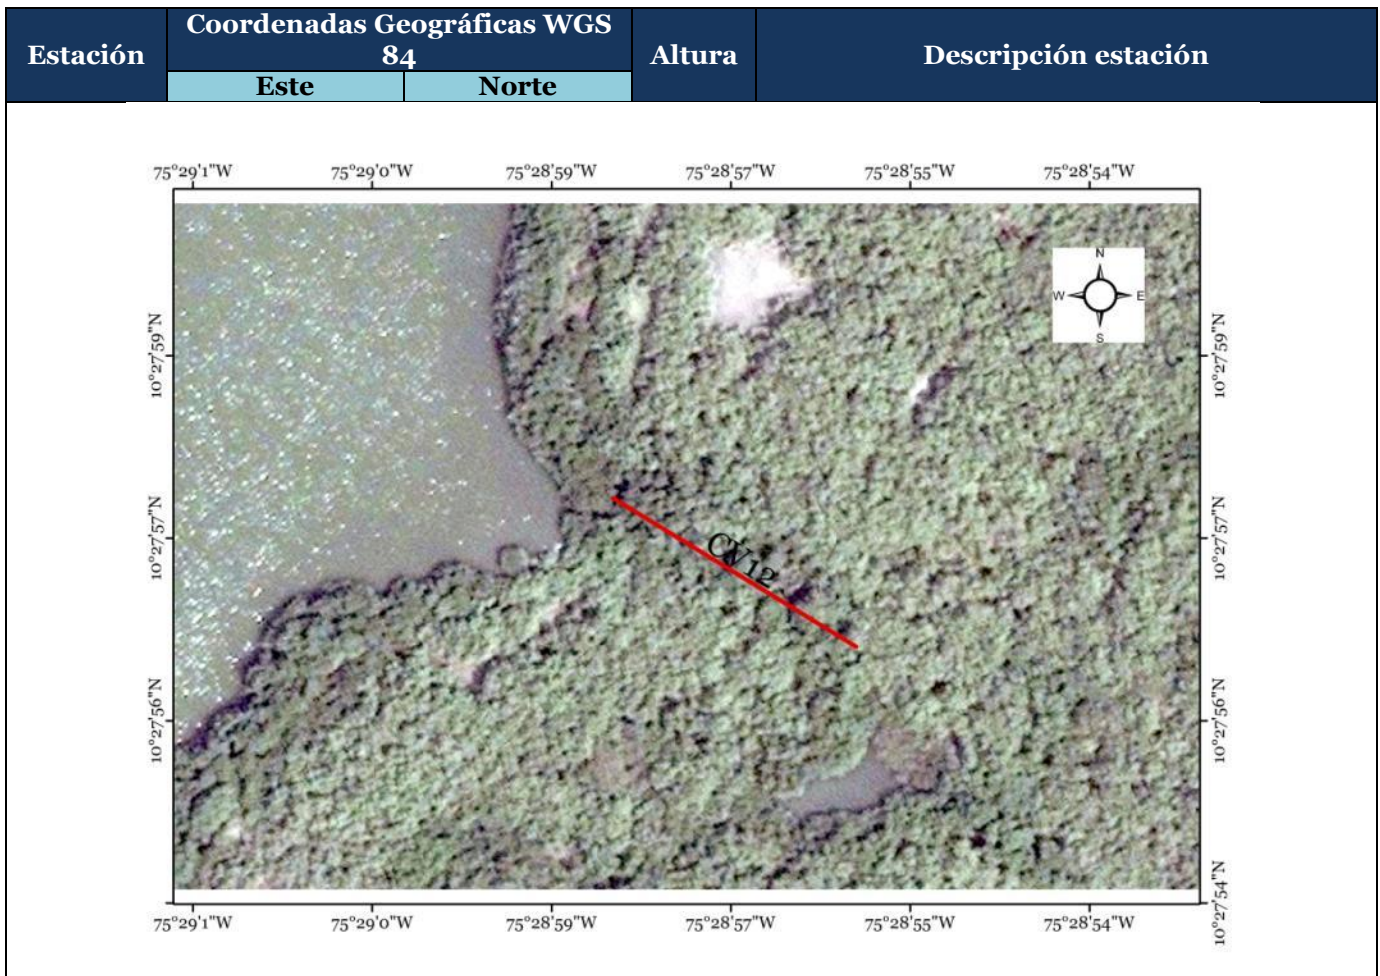 Estación
Coordenadas Geográficas WGS
84
Altura
Descripción estación
Este
Norte
75°29'1"W
75°29'0"W
75°28'59"W
75°28'57"W
75°28'55"W
75°28'54"W
N
W
E
S
10°27'59"N
10°27'59"N
10°27'57"N
10°27'57"N
CV12
10°27'56"N
10°27'56"N
10°27'54"N
75°29'1"W
75°29'0"W
75°28'59"W
75°28'57"W
75°28'55"W
75°28'54"W